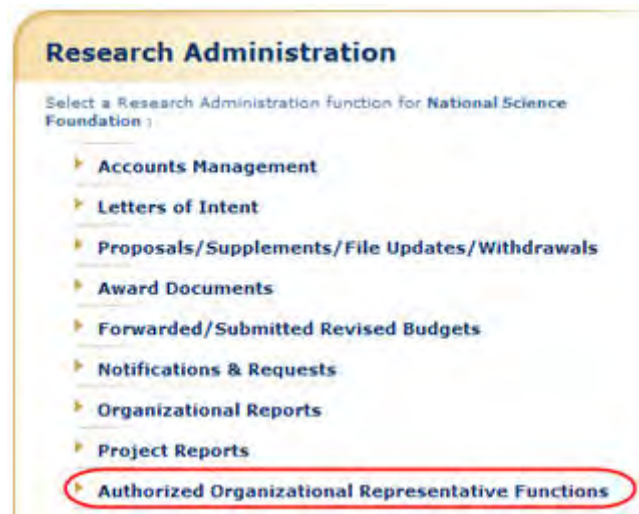 Research Administration
Select a Research Administration function for National Science
Foundation :
Accounts Management
Letters of Intent
Proposals/Supplements/File Updates/Withdrawals
Award Documents
Forwarded/Submitted Revised Budgets
Notifications & Requests
Organizational Reports
Project Reports
Authorized Organizational Representative Functions